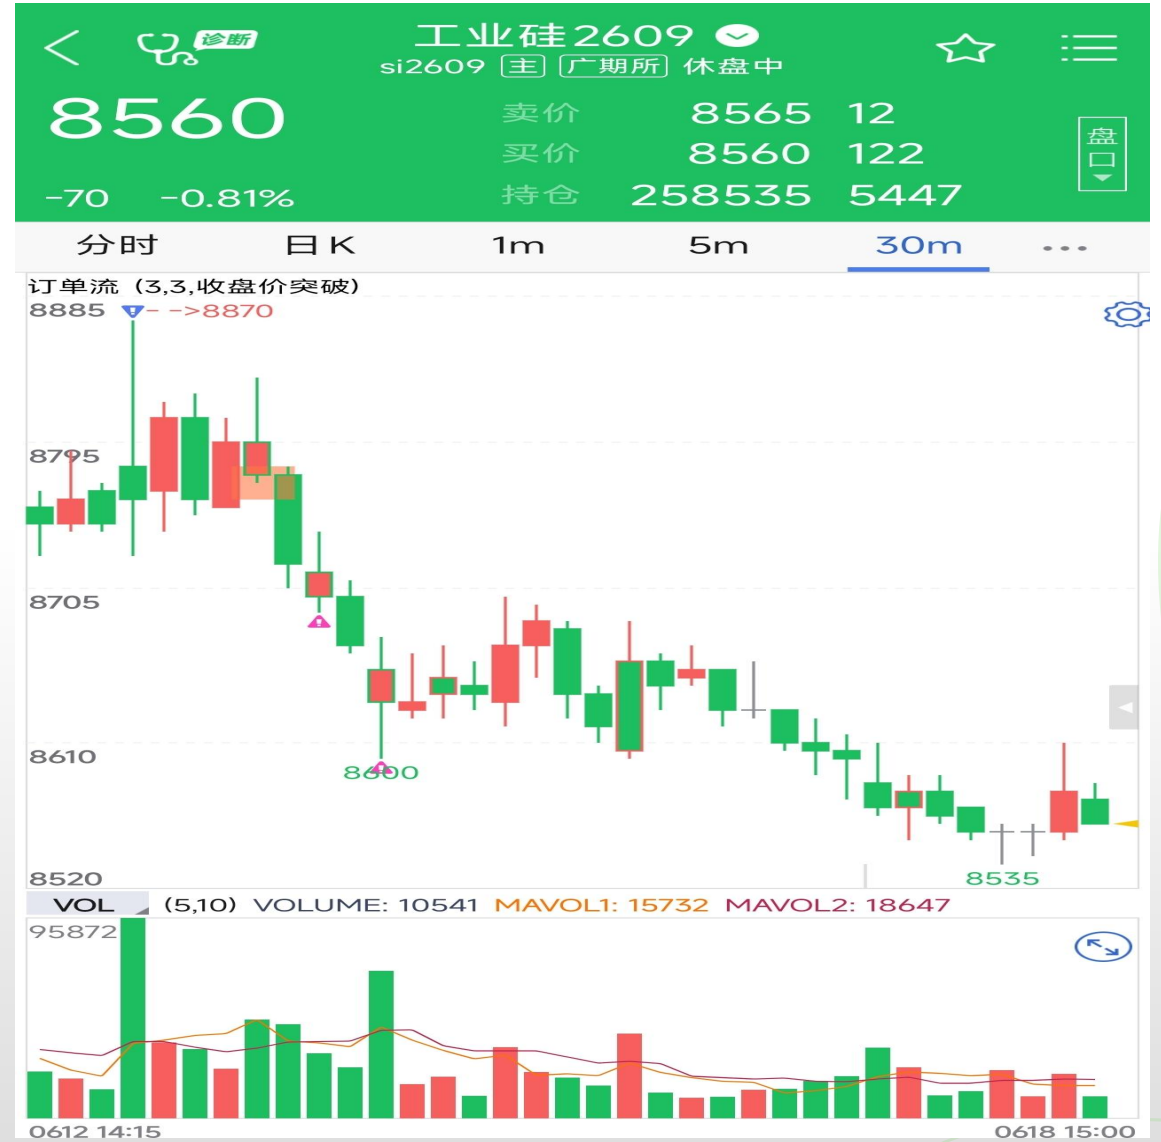 诊断
工业硅2609
si2609 主 广期所 休盘中
8560
卖价 8565 12
买价 8560 122
持仓 258535 5447
盘口
-70 -0.81%
分时 日K 1m 5m 30m ...
订单流 (3,3,收盘价突破)
8885 - ->8870
8795
8705
8610
8600
8520
8535
VOL (5,10) VOLUME: 10541 MAVOL1: 15732 MAVOL2: 18647
95872
0612 14:15 0618 15:00